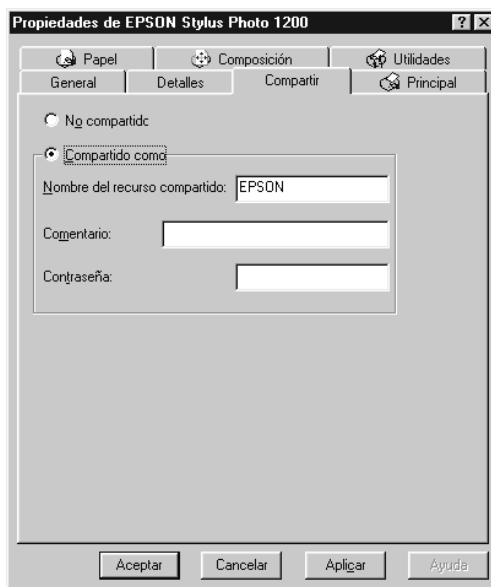 Propiedades de EPSON Stylus Photo 1200
Papel Composición Utilidades
General Detalles Compartir Principal
No compartido
Compartido como
Nombre del recurso compartido: EPSON
Comentario:
Contraseña:
Aceptar Cancelar Aplicar Ayuda